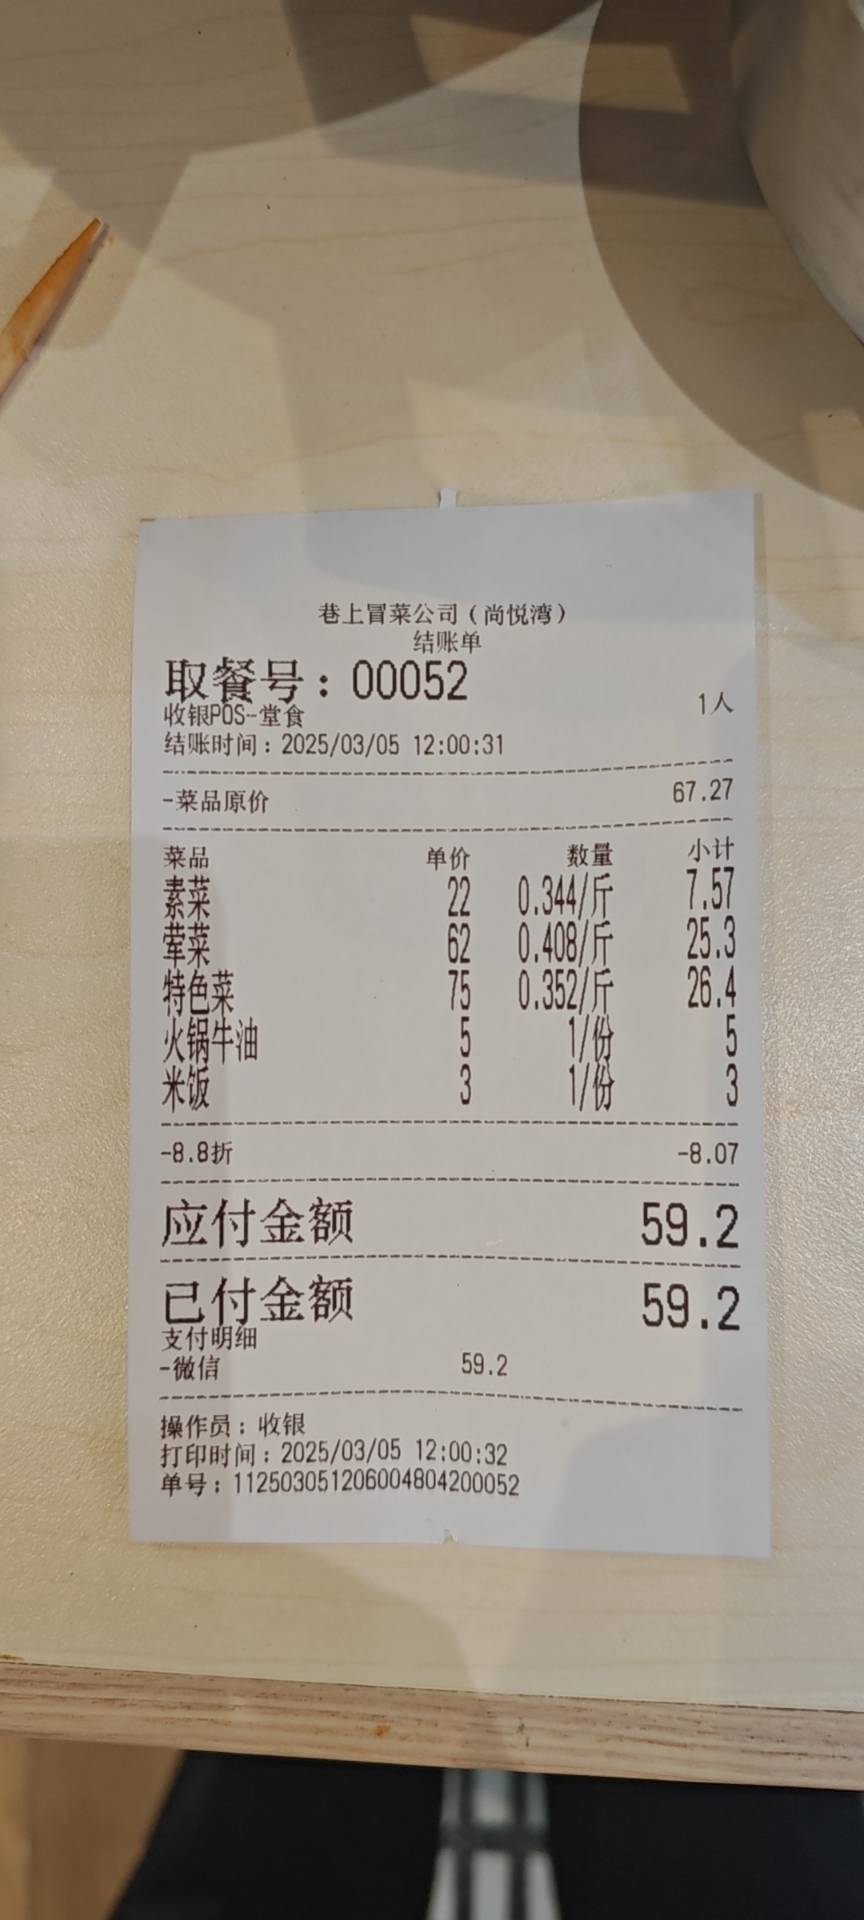 巷上冒菜公司（尚悦湾）
结账单
取餐号：00052
收银POS-堂食 1人
结账时间：2025/03/05 12:00:31
-菜品原价 67.27
菜品 单价 数量 小计
素菜 22 0.344/斤 7.57
荤菜 62 0.408/斤 25.3
特色菜 75 0.352/斤 26.4
火锅牛油 5 1/份 5
米饭 3 1/份 3
-8.8折 -8.07
应付金额 59.2
已付金额 59.2
支付明细
-微信 59.2
操作员：收银
打印时间：2025/03/05 12:00:32
单号：112503051206004804200052